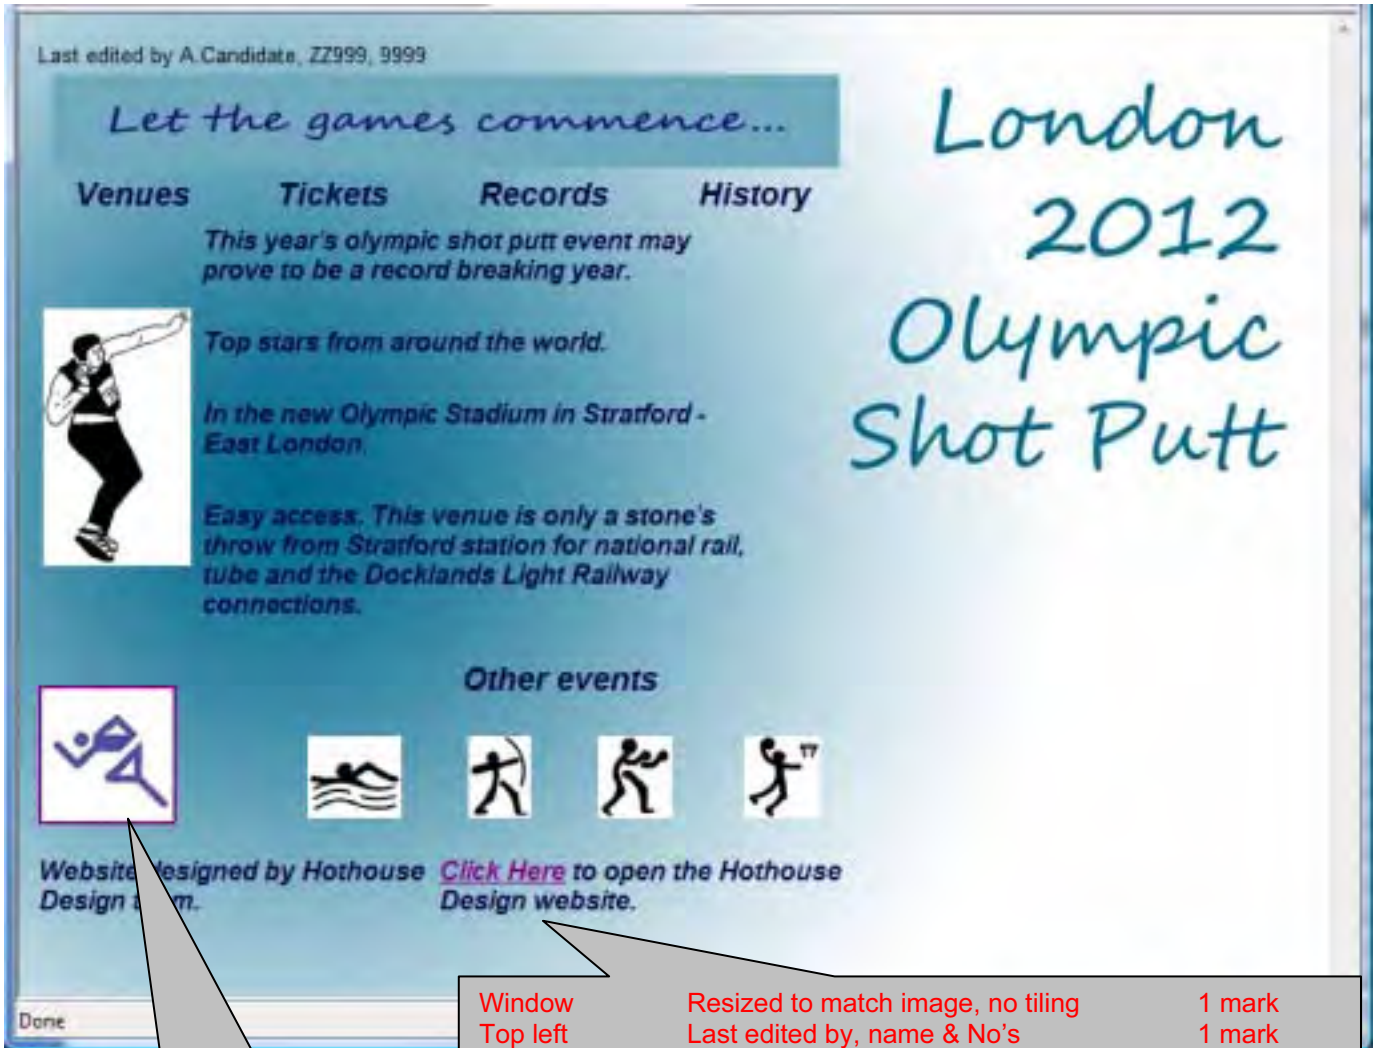 Last edited by A.Candidate, ZZ999, 9999
Let the games commence...
Venues Tickets Records History
This year's olympic shot putt event may
prove to be a record breaking year.
Top stars from around the world.
In the new Olympic Stadium in Stratford -
East London.
Easy access. This venue is only a stone's
throw from Stratford station for national rail,
tube and the Docklands Light Railway
connections.
London
2012
Olympic
Shot Putt
Other events
Website designed by Hothouse
Design
Click Here to open the Hothouse
Design website.
Done
Window Resized to match image, no tiling 1 mark
Top left Last edited by, name & No's 1 mark